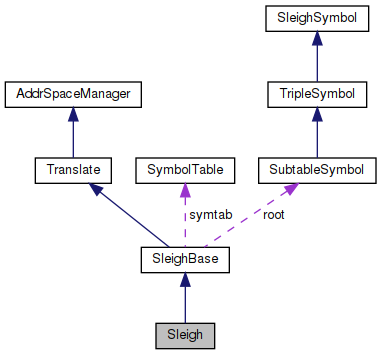 SleighSymbol
AddrSpaceManager
TripleSymbol
Translate
SymbolTable
SubtableSymbol
symtab
root
SleighBase
Sleigh